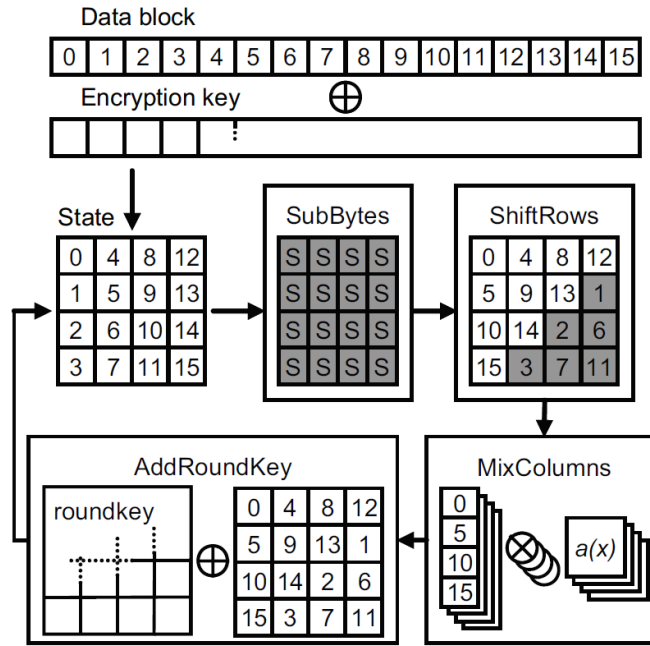 Data block
0 1 2 3 4 5 6 7 8 9 10 11 12 13 14 15
Encryption key
State
0 4 8 12
1 5 9 13
2 6 10 14
3 7 11 15
SubBytes
S S S S
S S S S
S S S S
S S S S
ShiftRows
0 4 8 12
5 9 13 1
10 14 2 6
15 3 7 11
AddRoundKey
roundkey
0 4 8 12
5 9 13 1
10 14 2 6
15 3 7 11
MixColumns
0
5
10
15
a(x)